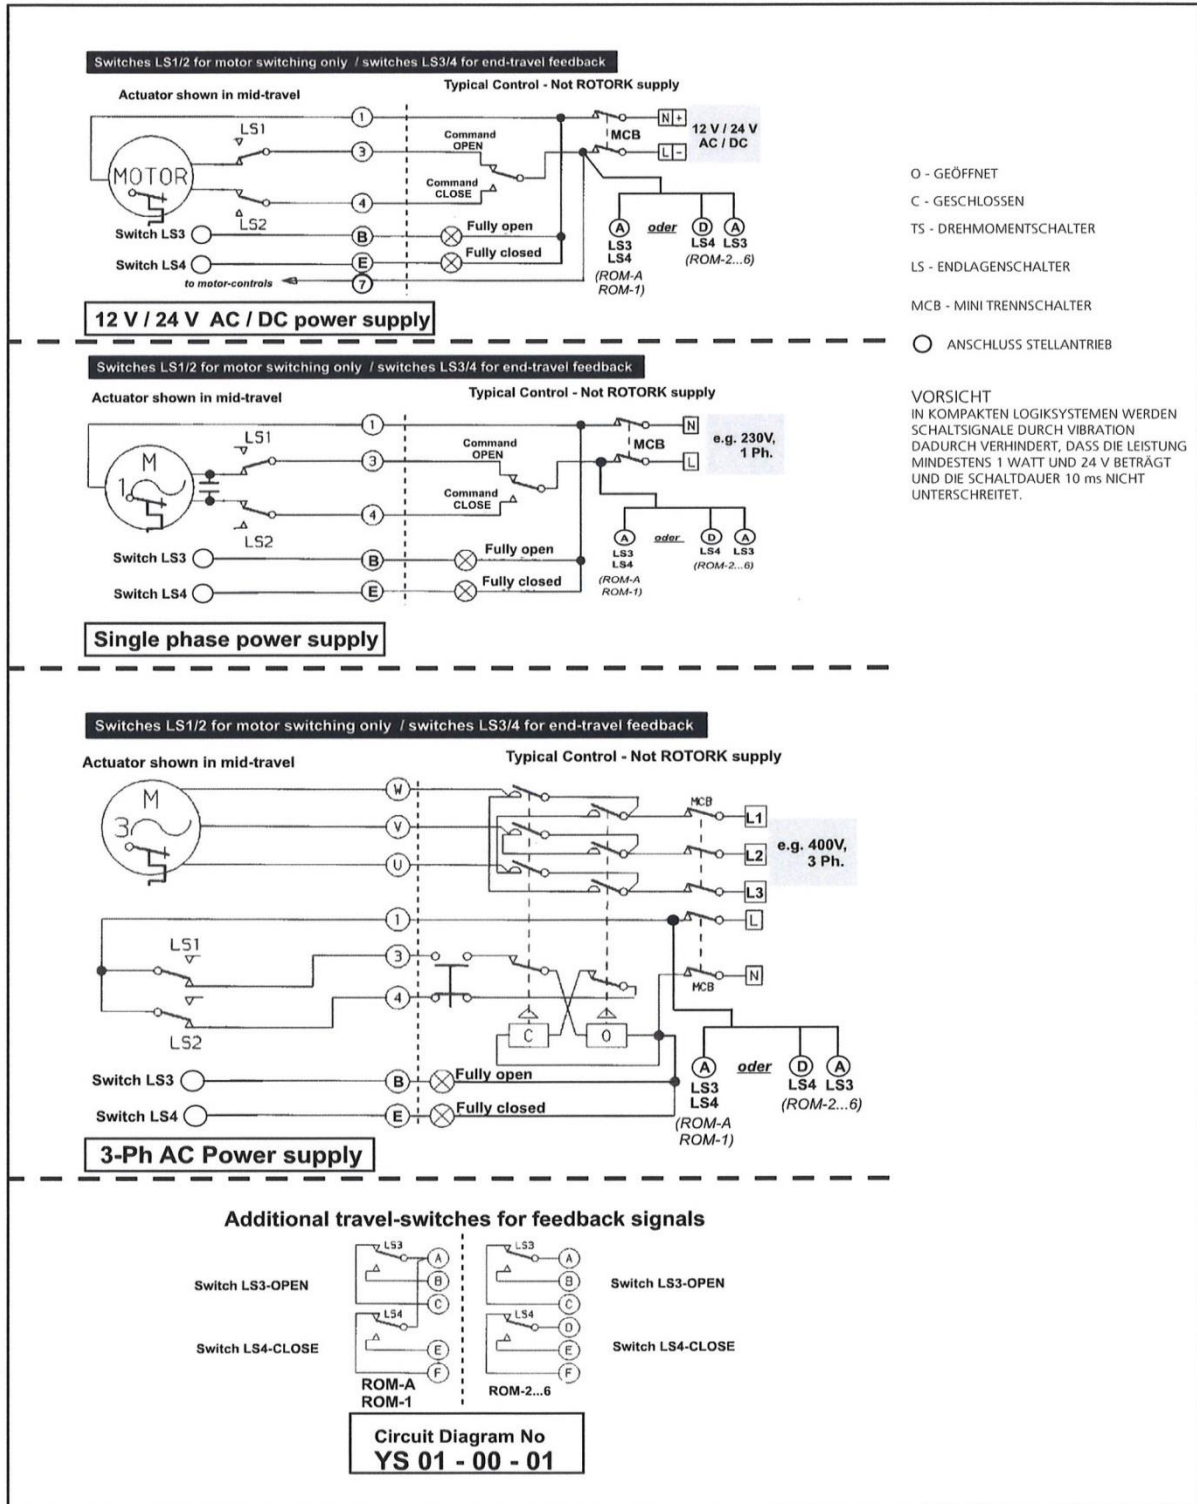 Switches LS1/2 for motor switching only / switches LS3/4 for end-travel feedback
Actuator shown in mid-travel
Typical Control - Not ROTORK supply
LS1
1
N +
MCB
12 V / 24 V
AC / DC
Command
OPEN
3
L -
MOTOR
Command
CLOSE
4
LS2
Switch LS3
B
Fully open
Switch LS4
E
Fully closed
to motor-controls
7
A
oder
D
A
LS3
LS4
LS4 LS3
(ROM-A
ROM-1)
(ROM-2...6)
12 V / 24 V AC / DC power supply
Switches LS1/2 for motor switching only / switches LS3/4 for end-travel feedback
Actuator shown in mid-travel
Typical Control - Not ROTORK supply
1
N
LS1
MCB
e.g. 230V,
1 Ph.
Command
OPEN
3
L
M
1
Command
CLOSE
4
LS2
Switch LS3
B
Fully open
Switch LS4
E
Fully closed
A
oder
D
A
LS3
LS4
LS4 LS3
(ROM-A
ROM-1)
(ROM-2...6)
Single phase power supply
Switches LS1/2 for motor switching only / switches LS3/4 for end-travel feedback
Actuator shown in mid-travel
Typical Control - Not ROTORK supply
M
3
W
V
U
MCB
L1
L2
L3
e.g. 400V,
3 Ph.
1
L
LS1
3
N
MCB
4
LS2
C
O
Switch LS3
B
Fully open
Switch LS4
E
Fully closed
A
oder
D
A
LS3
LS4
LS4 LS3
(ROM-A
ROM-1)
(ROM-2...6)
3-Ph AC Power supply
Additional travel-switches for feedback signals
Switch LS3-OPEN
LS3
A
B
C
Switch LS4-CLOSE
LS4
E
F
ROM-A
ROM-1
LS3
A
B
C
Switch LS3-OPEN
LS4
D
E
F
Switch LS4-CLOSE
ROM-2...6
Circuit Diagram No
YS 01 - 00 - 01
O - GEÖFFNET
C - GESCHLOSSEN
TS - DREHMOMENTSCHALTER
LS - ENDLAGENSCHALTER
MCB - MINI TRENNSCHALTER
ANSCHLUSS STELLANTRIEB
VORSICHT
IN KOMPAKTEN LOGIKSYSTEMEN WERDEN
SCHALTSIGNALE DURCH VIBRATION
DADURCH VERHINDERT, DASS DIE LEISTUNG
MINDESTENS 1 WATT UND 24 V BETRÄGT
UND DIE SCHALTDAUER 10 ms NICHT
UNTERSCHREITET.